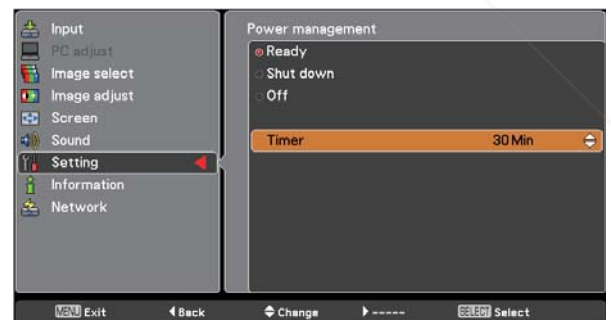 Input
PC adjust
Image select
Image adjust
Screen
Sound
Setting
Information
Network
Power management
Ready
Shut down
Off
Timer 30 Min
MENU Exit Back Change ----- SELECT Select